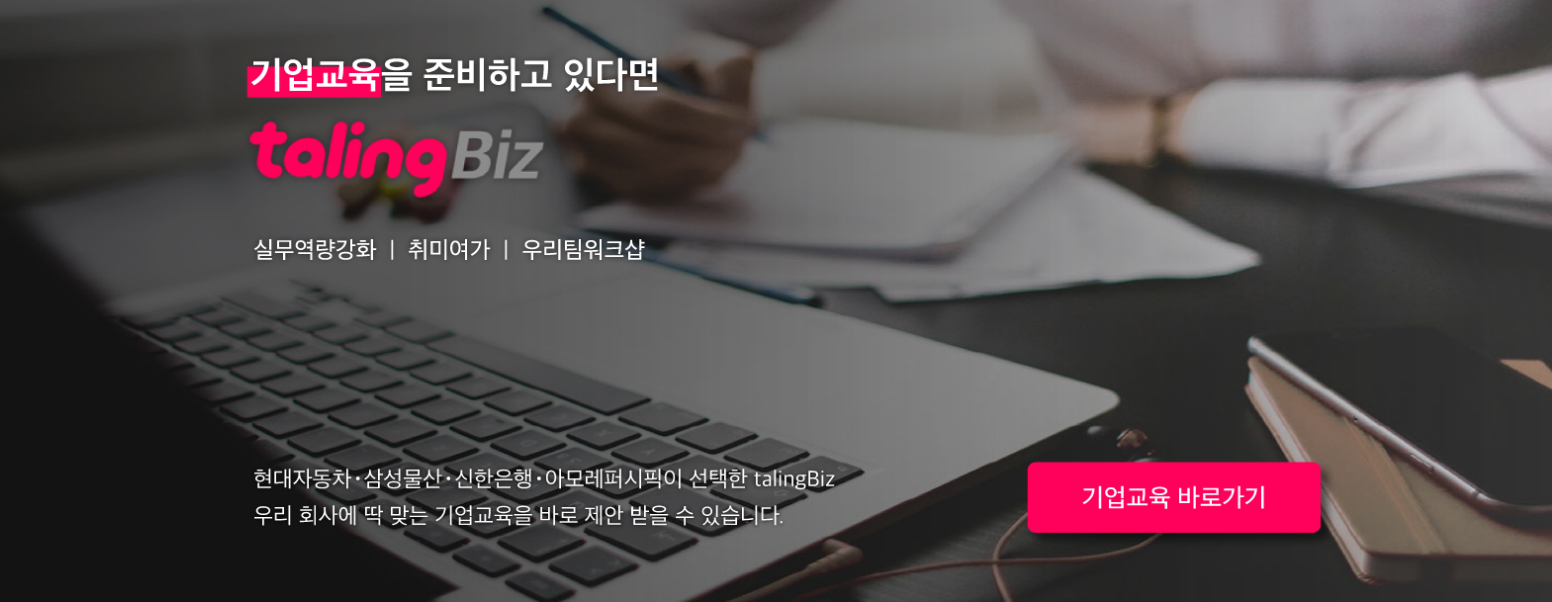 기업교육을 준비하고 있다면
taling Biz
실무역량강화 | 취미여가 | 우리팀워크샵
현대자동차·삼성물산·신한은행·아모레퍼시픽이 선택한 talingBiz
우리 회사에 딱 맞는 기업교육을 바로 제안 받을 수 있습니다.
기업교육 바로가기